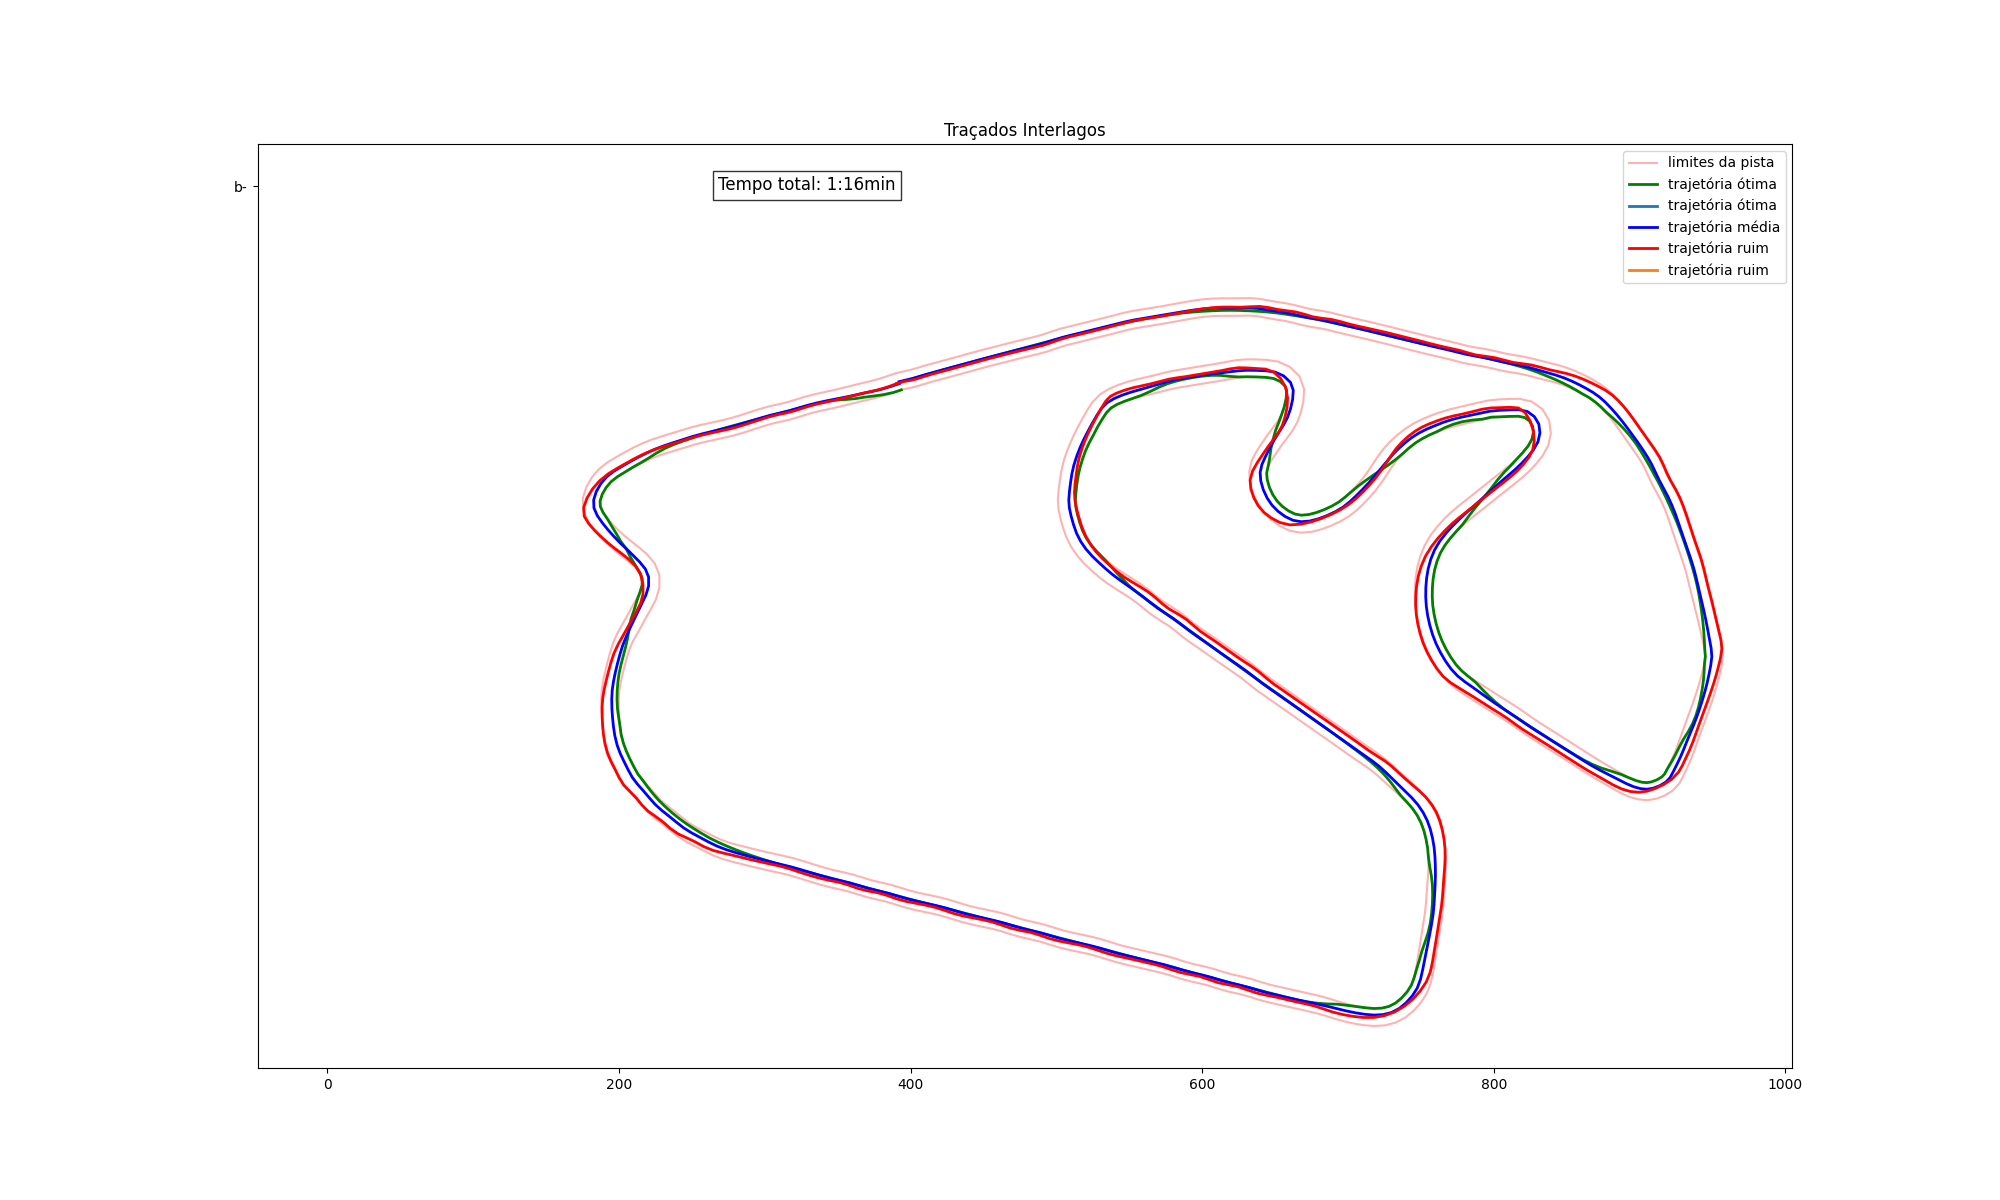 Traçados Interlagos
b-
Tempo total: 1:16min
limites da pista
trajetória ótima
trajetória ótima
trajetória média
trajetória ruim
trajetória ruim
0 200 400 600 800 1000